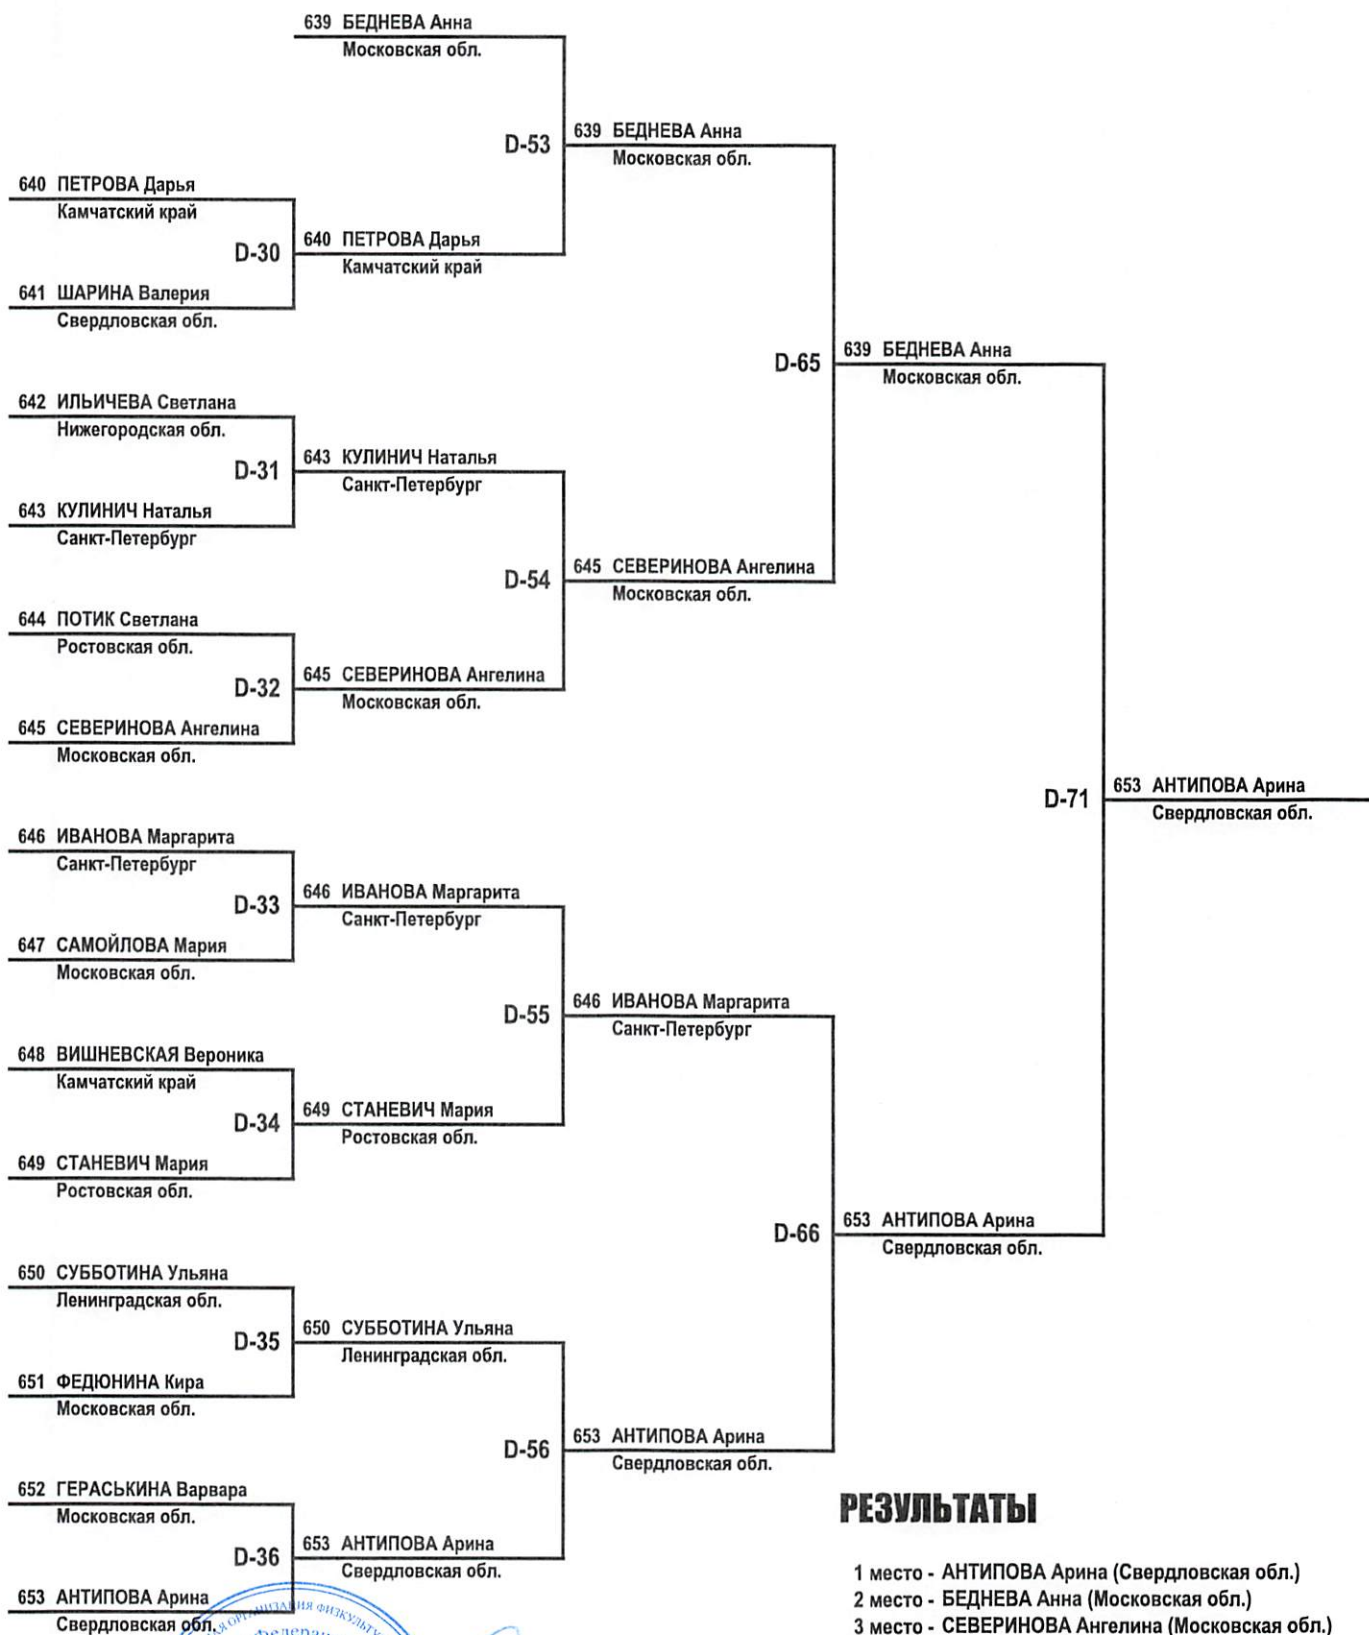 639 БЕДНЕВА Анна
Московская обл.
D-53
639 БЕДНЕВА Анна
Московская обл.
640 ПЕТРОВА Дарья
Камчатский край
D-30
640 ПЕТРОВА Дарья
Камчатский край
641 ШАРИНА Валерия
Свердловская обл.
D-65
639 БЕДНЕВА Анна
Московская обл.
642 ИЛЬИЧЕВА Светлана
Нижегородская обл.
D-31
643 КУЛИНИЧ Наталья
Санкт-Петербург
643 КУЛИНИЧ Наталья
Санкт-Петербург
D-54
645 СЕВЕРИНОВА Ангелина
Московская обл.
644 ПОТИК Светлана
Ростовская обл.
D-32
645 СЕВЕРИНОВА Ангелина
Московская обл.
645 СЕВЕРИНОВА Ангелина
Московская обл.
D-71
653 АНТИПОВА Арина
Свердловская обл.
646 ИВАНОВА Маргарита
Санкт-Петербург
D-33
646 ИВАНОВА Маргарита
Санкт-Петербург
647 САМОЙЛОВА Мария
Московская обл.
D-55
646 ИВАНОВА Маргарита
Санкт-Петербург
648 ВИШНЕВСКАЯ Вероника
Камчатский край
D-34
649 СТАНЕВИЧ Мария
Ростовская обл.
649 СТАНЕВИЧ Мария
Ростовская обл.
D-66
653 АНТИПОВА Арина
Свердловская обл.
650 СУББОТИНА Ульяна
Ленинградская обл.
D-35
650 СУББОТИНА Ульяна
Ленинградская обл.
651 ФЕДЮНИНА Кира
Московская обл.
D-56
653 АНТИПОВА Арина
Свердловская обл.
652 ГЕРАСЬКИНА Варвара
Московская обл.
D-36
653 АНТИПОВА Арина
Свердловская обл.
653 АНТИПОВА Арина
Свердловская обл.
РЕЗУЛЬТАТЫ
1 место - АНТИПОВА Арина (Свердловская обл.)
2 место - БЕДНЕВА Анна (Московская обл.)
3 место - СЕВЕРИНОВА Ангелина (Московская обл.)